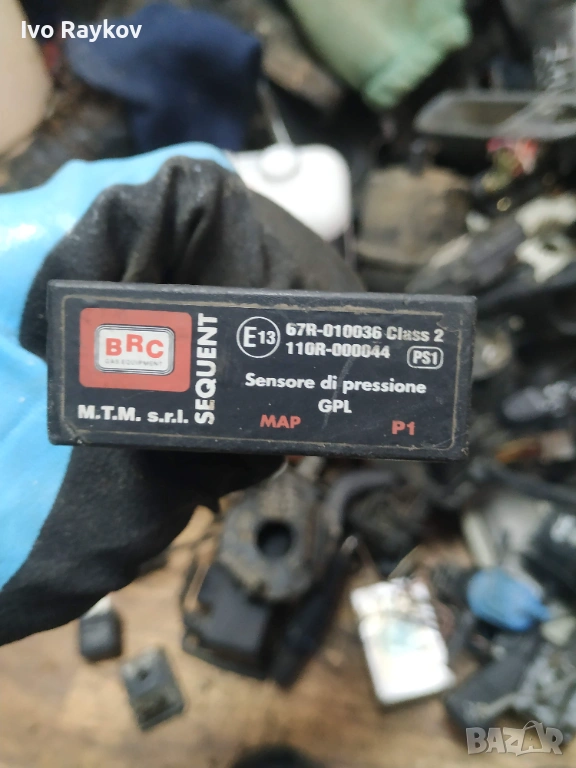 Ivo Raykov
BRC
GAS EQUIPMENT
M.T.M. s.r.l.
SEQUENT
E13
67R-010036 Class 2
110R-000044 PS1
Sensore di pressione
GPL
MAP P1
BAZAR